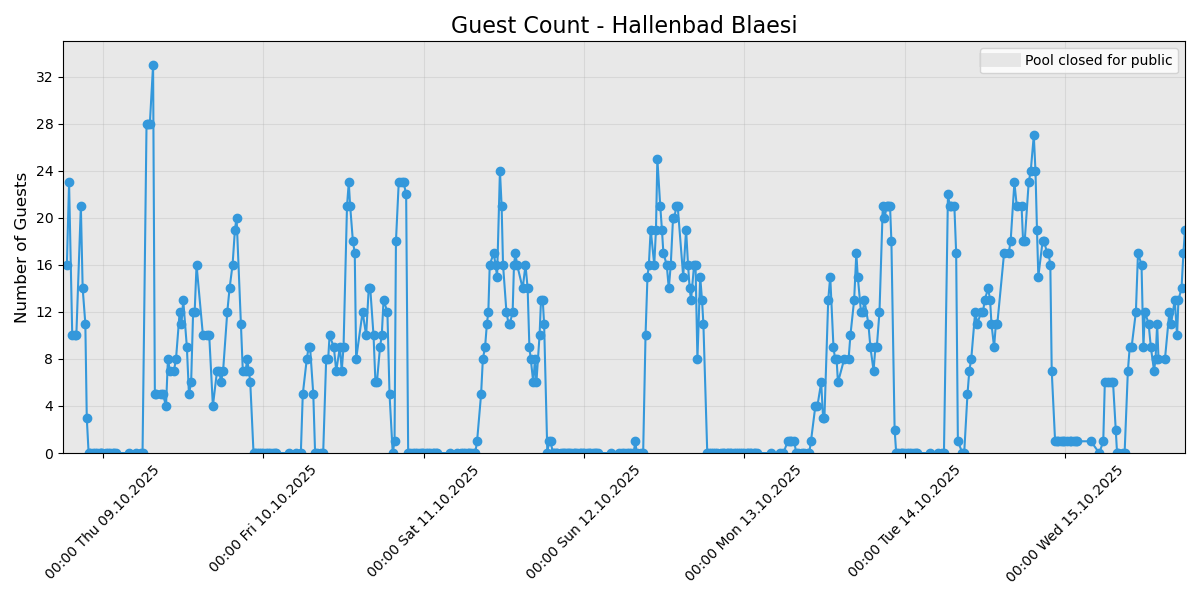 Guest Count - Hallenbad Blaesi
Pool closed for public
Number of Guests
32
28
24
20
16
12
8
4
0
00:00 Thu 09.10.2025
00:00 Fri 10.10.2025
00:00 Sat 11.10.2025
00:00 Sun 12.10.2025
00:00 Mon 13.10.2025
00:00 Tue 14.10.2025
00:00 Wed 15.10.2025